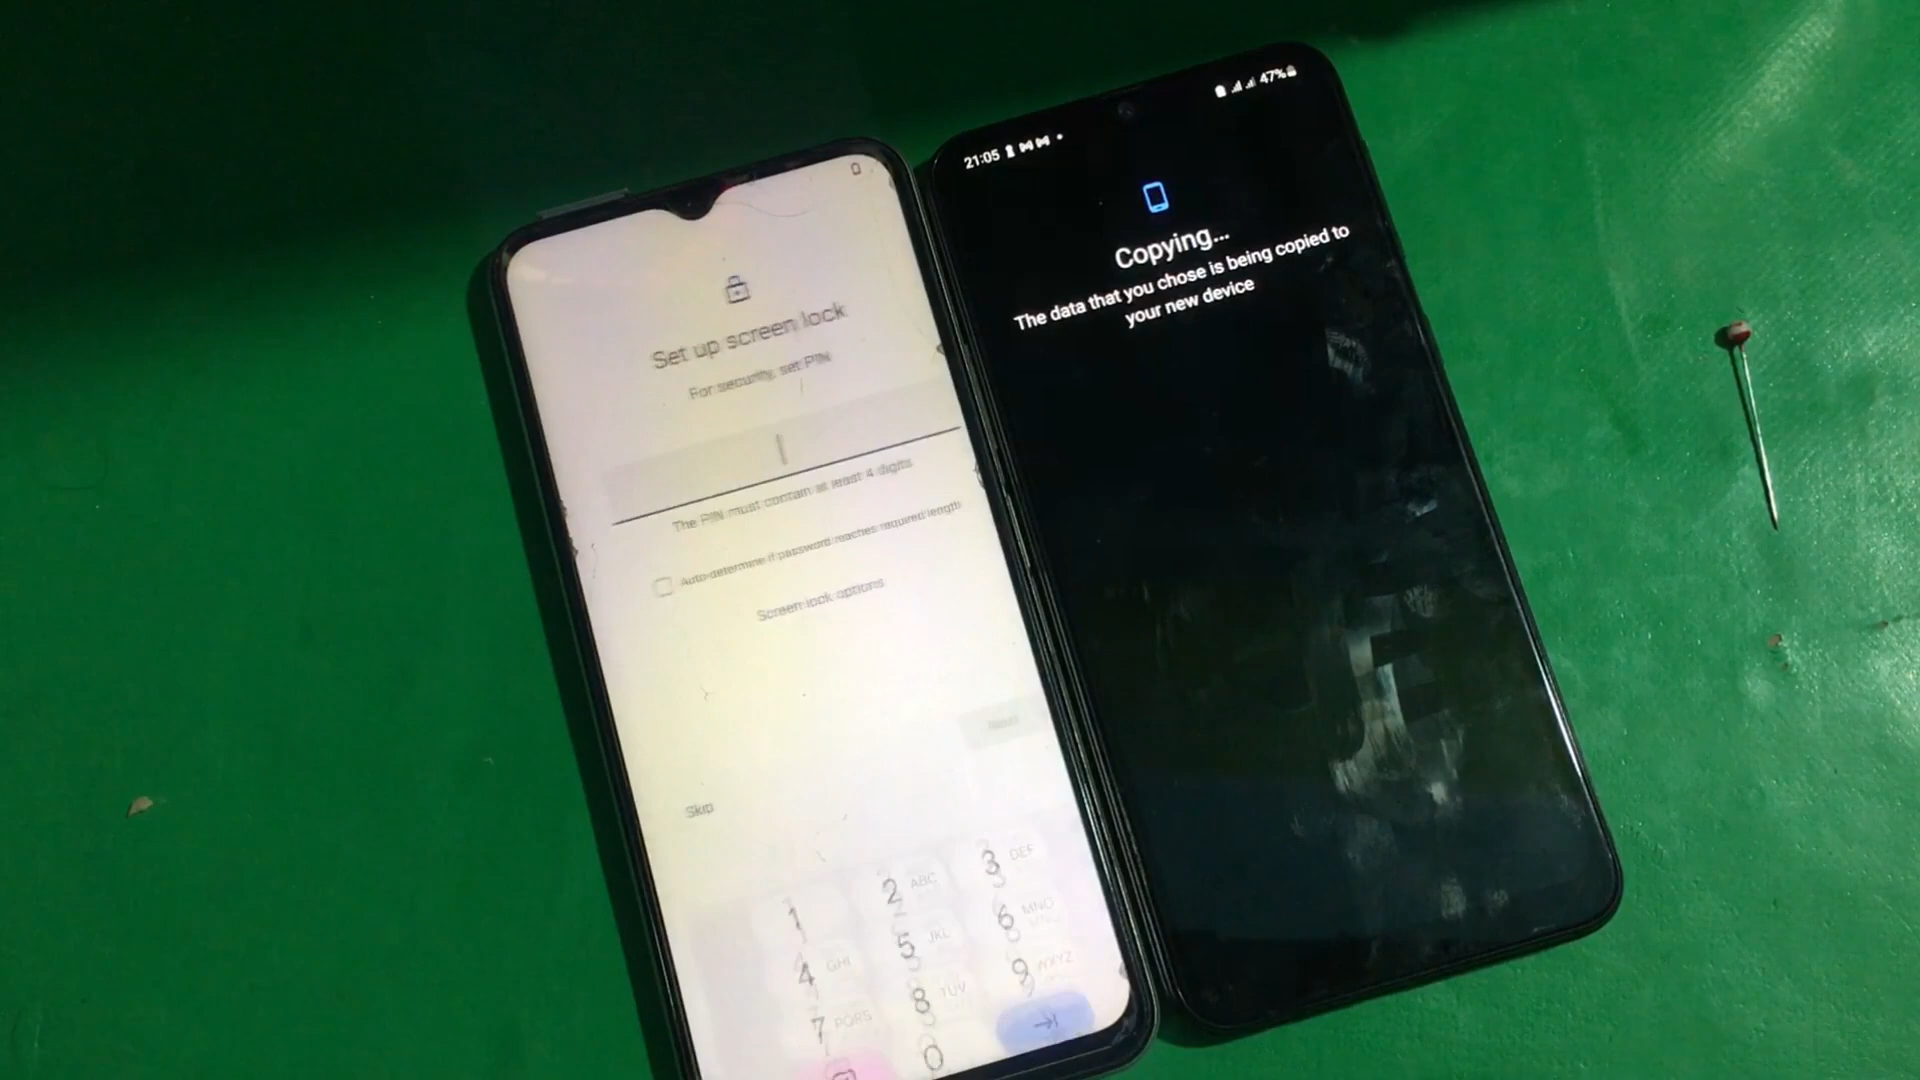 Set up screen lock
For security, set PIN
The PIN must contain at least 4 digits
Auto-determine if password reaches required length
Screen lock options
Skip
1
2 ABC
3 DEF
4 GHI
5 JKL
6 MNO
7 PQRS
8 TUV
9 WXYZ
0
21:05
47%
Copying...
The data that you chose is being copied to
your new device